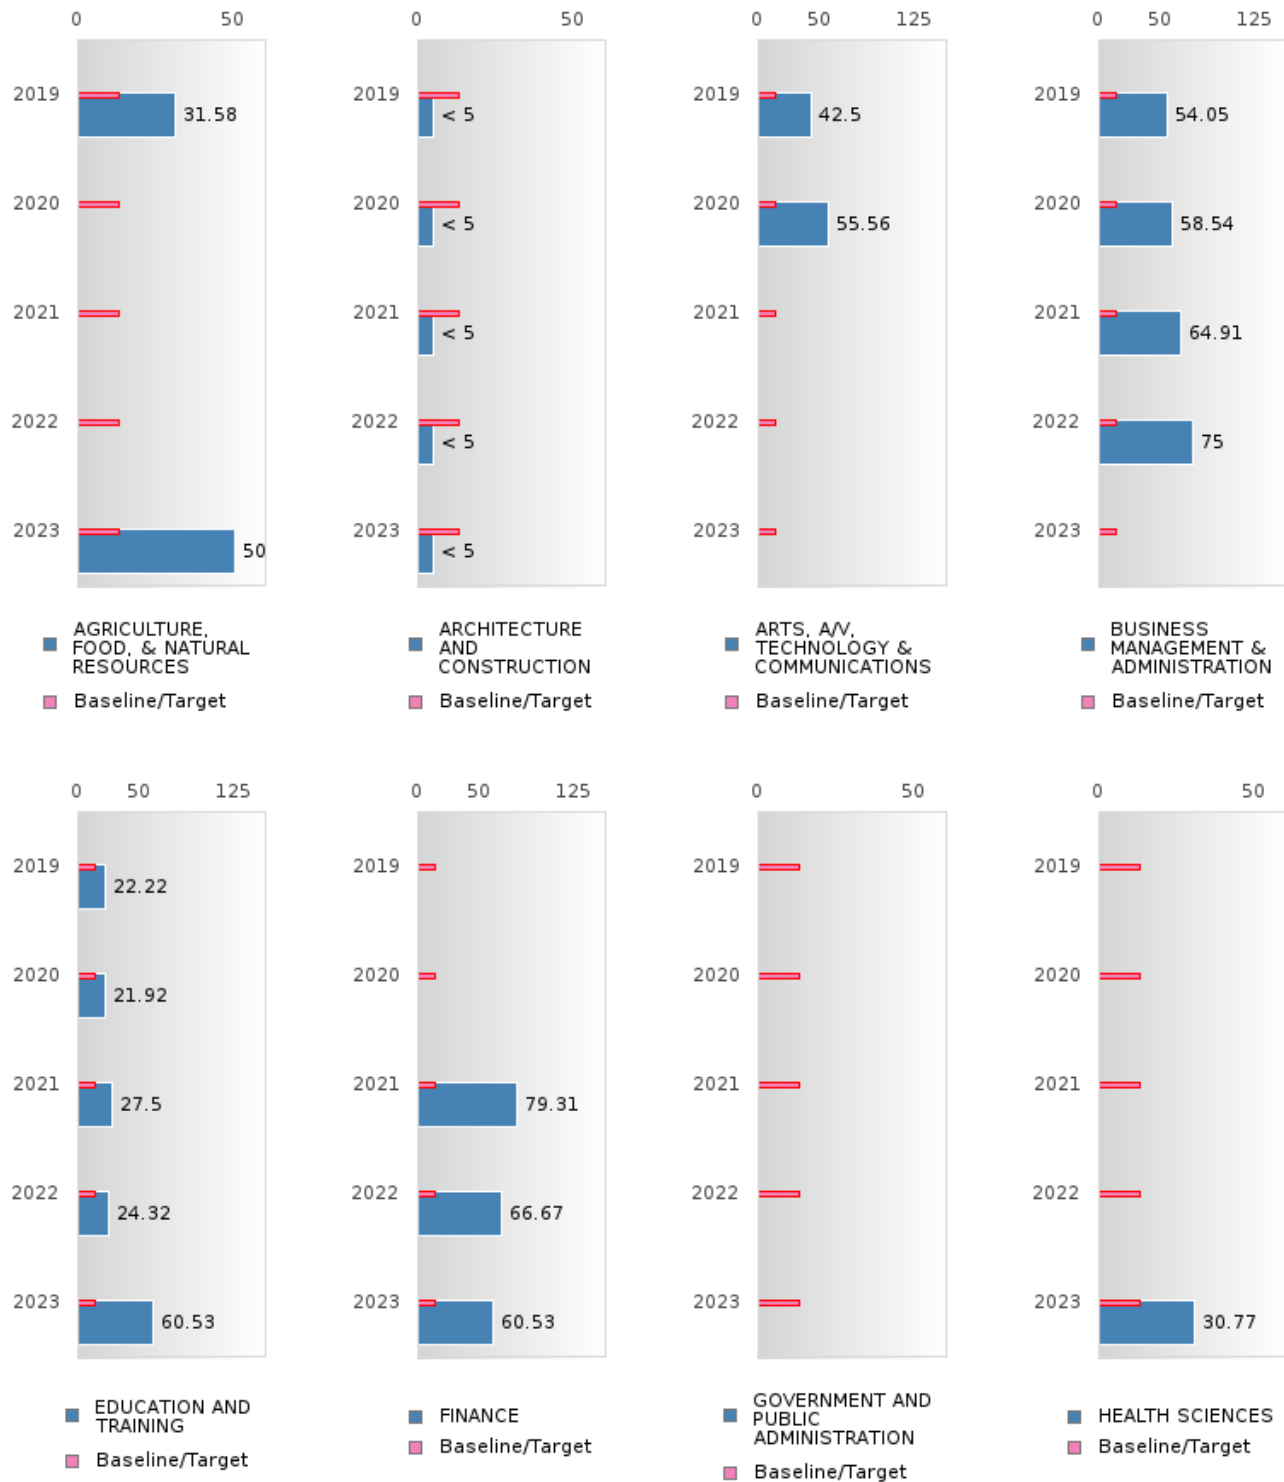 0 50
2019 31.58
2020
2021
2022
2023 50
AGRICULTURE,
FOOD, & NATURAL
RESOURCES
Baseline/Target
0 50
2019 < 5
2020 < 5
2021 < 5
2022 < 5
2023 < 5
ARCHITECTURE
AND
CONSTRUCTION
Baseline/Target
0 50 125
2019 42.5
2020 55.56
2021
2022
2023
ARTS, A/V,
TECHNOLOGY &
COMMUNICATIONS
Baseline/Target
0 50 125
2019 54.05
2020 58.54
2021 64.91
2022 75
2023
BUSINESS
MANAGEMENT &
ADMINISTRATION
Baseline/Target
0 50 125
2019 22.22
2020 21.92
2021 27.5
2022 24.32
2023 60.53
EDUCATION AND
TRAINING
Baseline/Target
0 50 125
2019
2020
2021 79.31
2022 66.67
2023 60.53
FINANCE
Baseline/Target
0 50
2019
2020
2021
2022
2023
GOVERNMENT AND
PUBLIC
ADMINISTRATION
Baseline/Target
0 50
2019
2020
2021
2022
2023 30.77
HEALTH SCIENCES
Baseline/Target